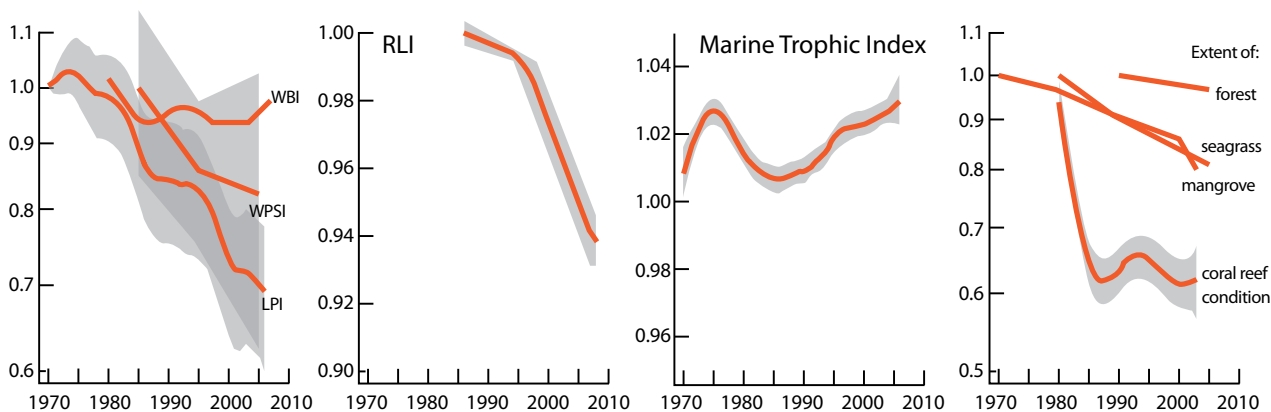 1.1
1.0
0.9
0.8
0.7
0.6
1970 1980 1990 2000 2010
WBI
WPSI
LPI
RLI
1.00
0.98
0.96
0.94
0.92
0.90
1970 1980 1990 2000 2010
Marine Trophic Index
1.04
1.02
1.00
0.98
0.96
1970 1980 1990 2000 2010
1.1
1.0
0.9
0.8
0.7
0.6
0.5
1970 1980 1990 2000 2010
Extent of:
forest
seagrass
mangrove
coral reef
condition